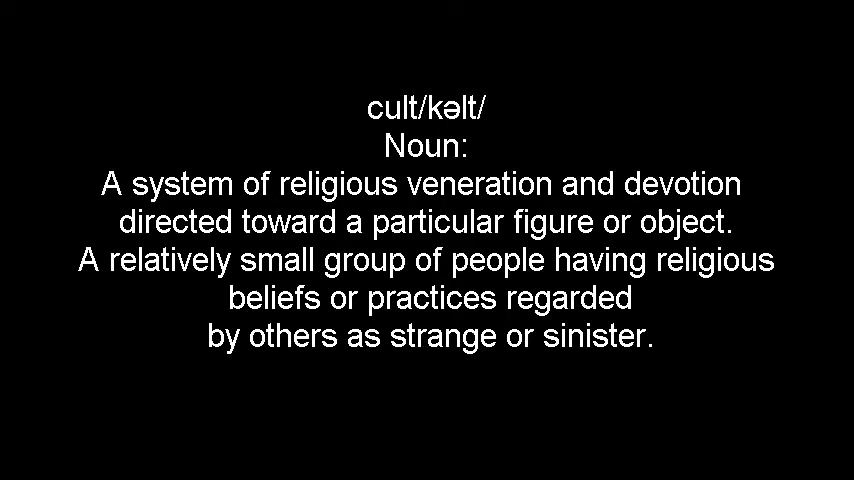 cult/kəlt/
Noun:
A system of religious veneration and devotion
directed toward a particular figure or object.
A relatively small group of people having religious
beliefs or practices regarded
by others as strange or sinister.